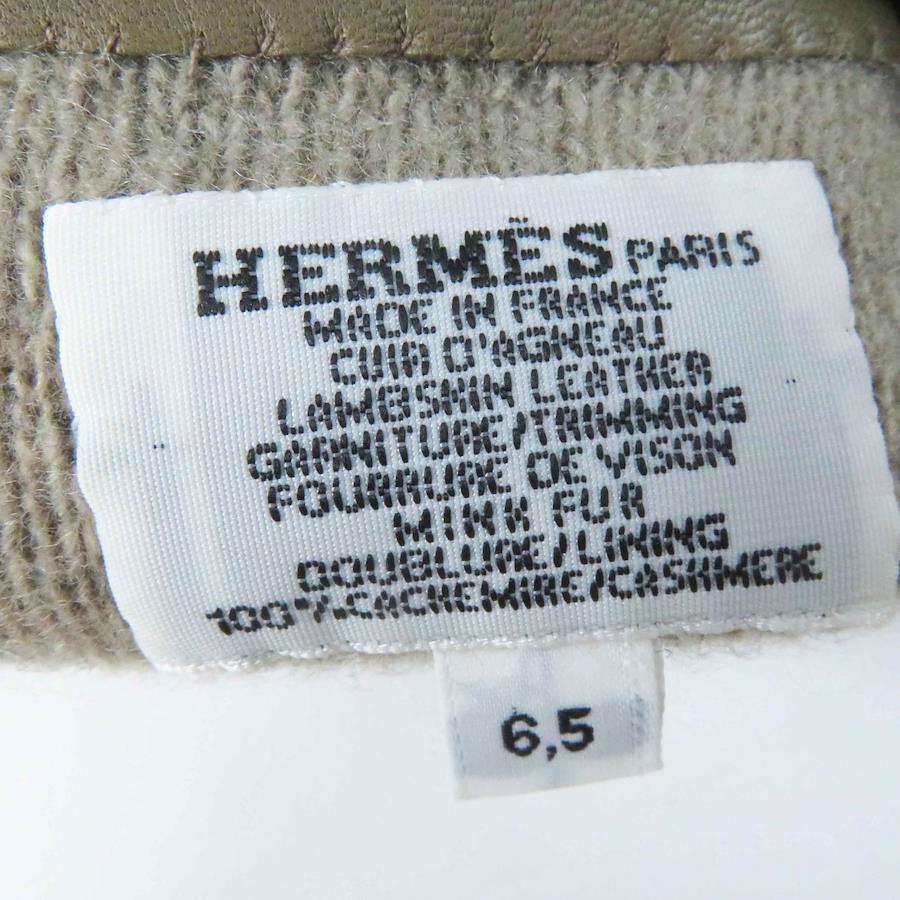 HERMÈS PARIS
MADE IN FRANCE
CUIR D'AGNEAU
LAMBSKIN LEATHER
GARNITURE/TRIMMING
FOURRURE DE VISON
MINK FUR
DOUBLURE/LINING
100%CACHEMIRE/CASHMERE
6,5